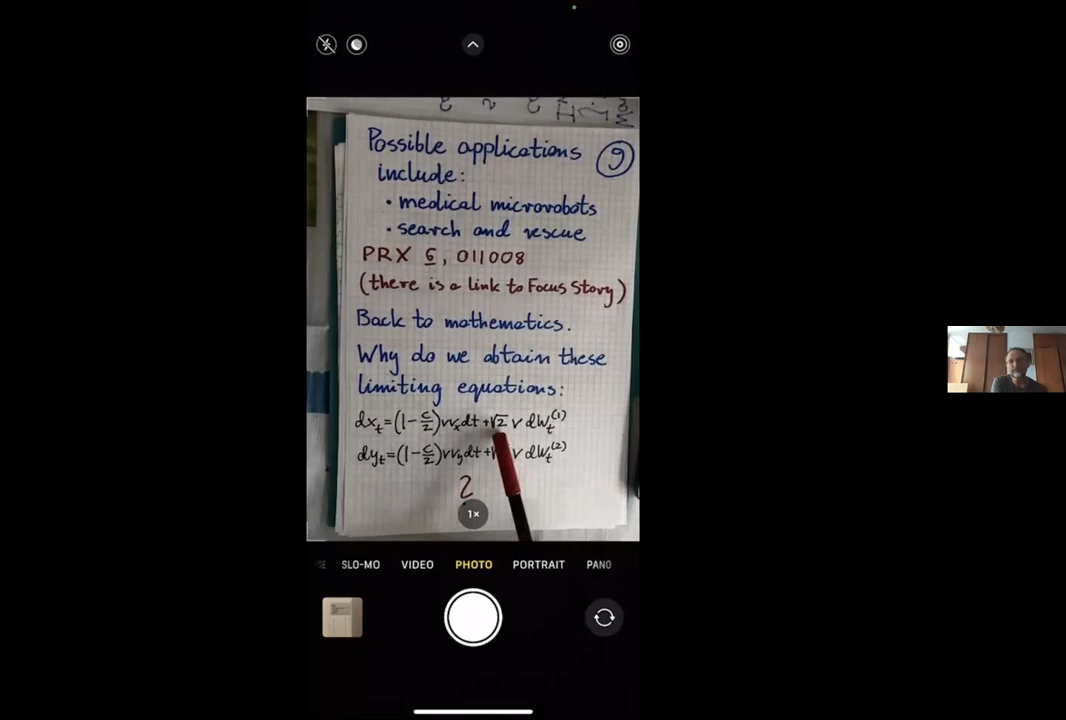 Possible applications
9
include:
• medical microrobots
• search and rescue
PRX 6, 011008
(there is a link to Focus Story)
Back to mathematics.
Why do we obtain these
limiting equations:
dx_t = (1 - c/2) v v_x dt + √2 v dW_t^(1)
dy_t = (1 - c/2) v v_y dt + v dW_t^(2)
?
1×
SLO-MO VIDEO PHOTO PORTRAIT PANO